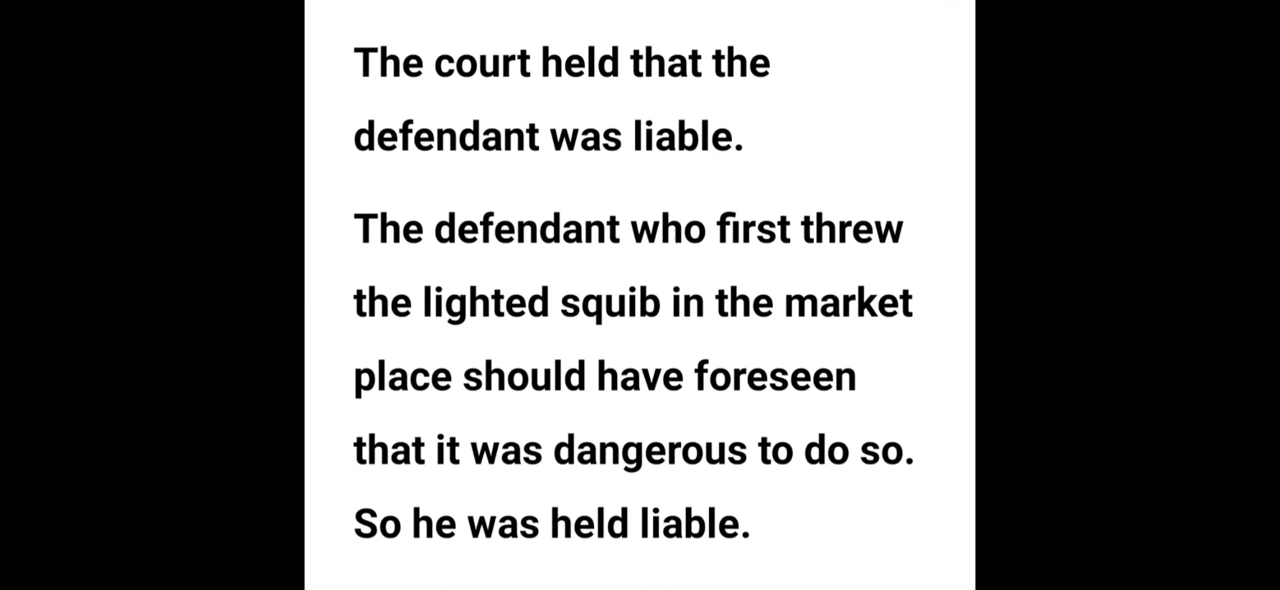 The court held that the
defendant was liable.
The defendant who first threw
the lighted squib in the market
place should have foreseen
that it was dangerous to do so.
So he was held liable.